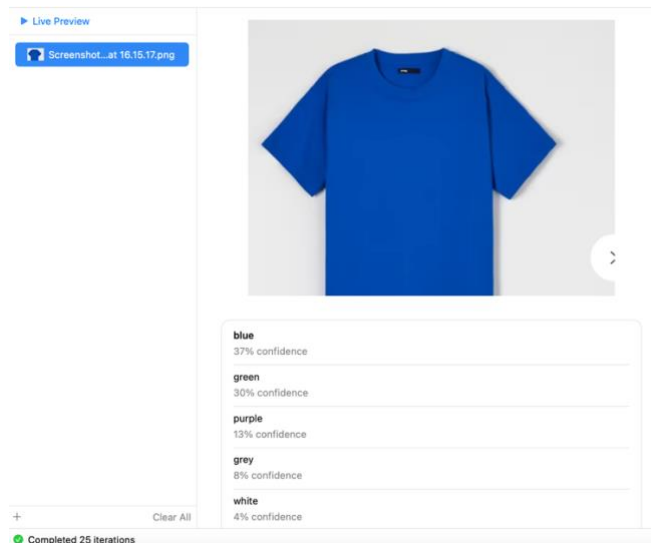 Live Preview
Screenshot...at 16.15.17.png
blue
37% confidence
green
30% confidence
purple
13% confidence
grey
8% confidence
white
4% confidence
+ Clear All
Completed 25 iterations